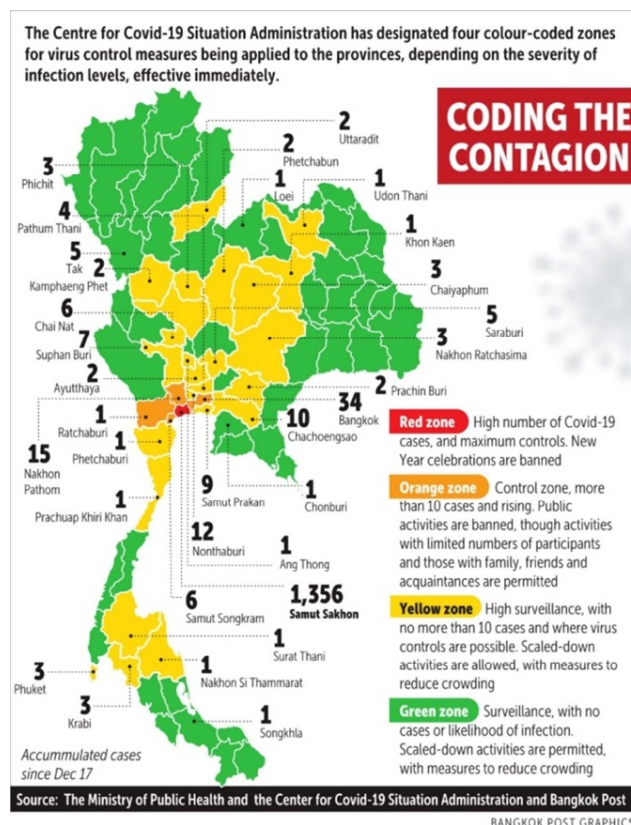 The Centre for Covid-19 Situation Administration has designated four colour-coded zones
for virus control measures being applied to the provinces, depending on the severity of
infection levels, effective immediately.
CODING THE
CONTAGION
2
Uttaradit
2
Phetchabun
3
Phichit
1
Loei
1
Udon Thani
4
Pathum Thani
1
Khon Kaen
5
Tak
2
Kamphaeng Phet
3
Chaiyaphum
6
Chai Nat
5
Saraburi
7
Suphan Buri
3
Nakhon Ratchasima
2
Ayutthaya
2 Prachin Buri
34
Bangkok
1
Ratchaburi
10
Chachoengsao
15
Nakhon
Pathom
1
Phetchaburi
9
Samut Prakan
1
Chonburi
1
Prachuap Khiri Khan
12
Nonthaburi
1
Ang Thong
6
Samut Songkram
1,356
Samut Sakhon
1
Surat Thani
1
Nakhon Si Thammarat
3
Phuket
3
Krabi
1
Songkhla
Red zone High number of Covid-19
cases, and maximum controls. New
Year celebrations are banned
Orange zone Control zone, more
than 10 cases and rising. Public
activities are banned, though activities
with limited numbers of participants
and those with family, friends and
acquaintances are permitted
Yellow zone High surveillance, with
no more than 10 cases and where virus
controls are possible. Scaled-down
activities are allowed, with measures to
reduce crowding
Green zone Surveillance, with no
cases or likelihood of infection.
Scaled-down activities are permitted,
with measures to reduce crowding
Accummulated cases
since Dec 17
Source: The Ministry of Public Health and the Center for Covid-19 Situation Administration and Bangkok Post
BANGKOK POST GRAPHICS